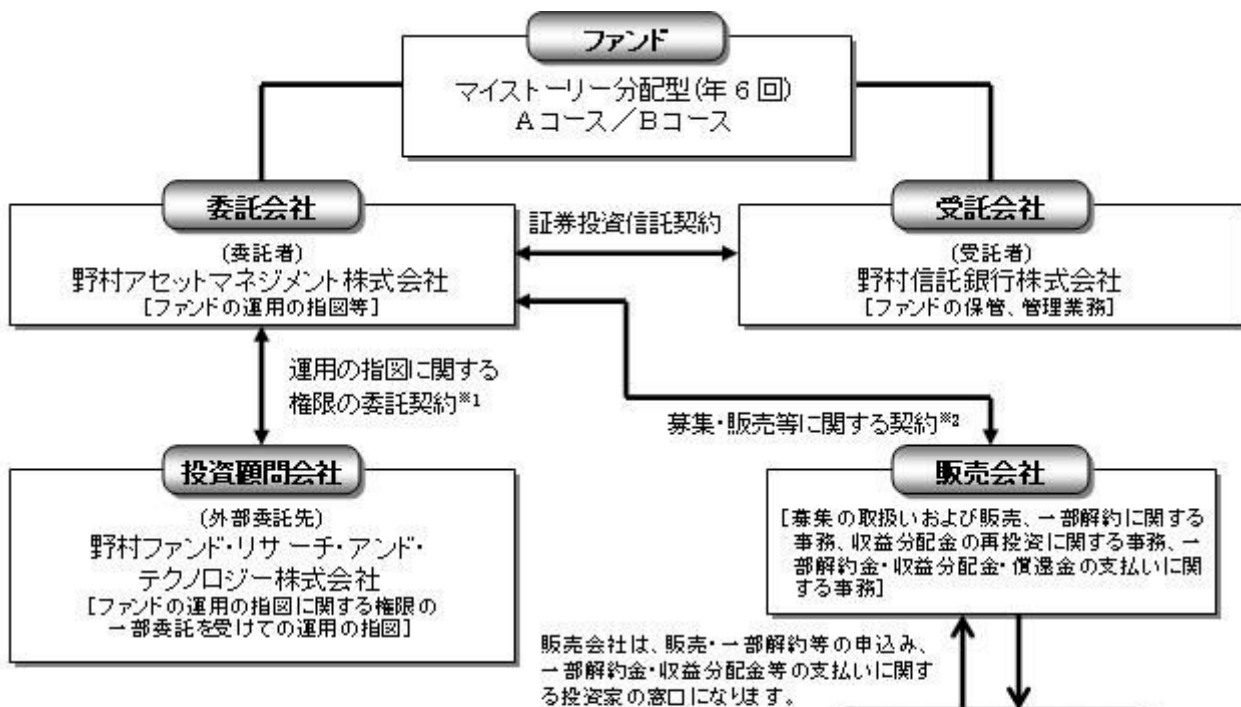 ファンド
マイストーリー分配型(年6回)
Aコース/Bコース
委託会社
(委託者)
野村アセットマネジメント株式会社
[ファンドの運用の指図等]
証券投資信託契約
受託会社
(受託者)
野村信託銀行株式会社
[ファンドの保管、管理業務]
運用の指図に関する
権限の委託契約※1
募集・販売等に関する契約※2
投資顧問会社
(外部委託先)
野村ファンド・リサーチ・アンド・
テクノロジー株式会社
[ファンドの運用の指図に関する権限の
一部委託を受けての運用の指図]
販売会社
[募集の取扱いおよび販売、一部解約に関する
事務、収益分配金の再投資に関する事務、一
部解約金・収益分配金・償還金の支払いに関
する事務]
販売会社は、販売・一部解約等の申込み、
一部解約金・収益分配金等の支払いに関す
る投資家の窓口になります。